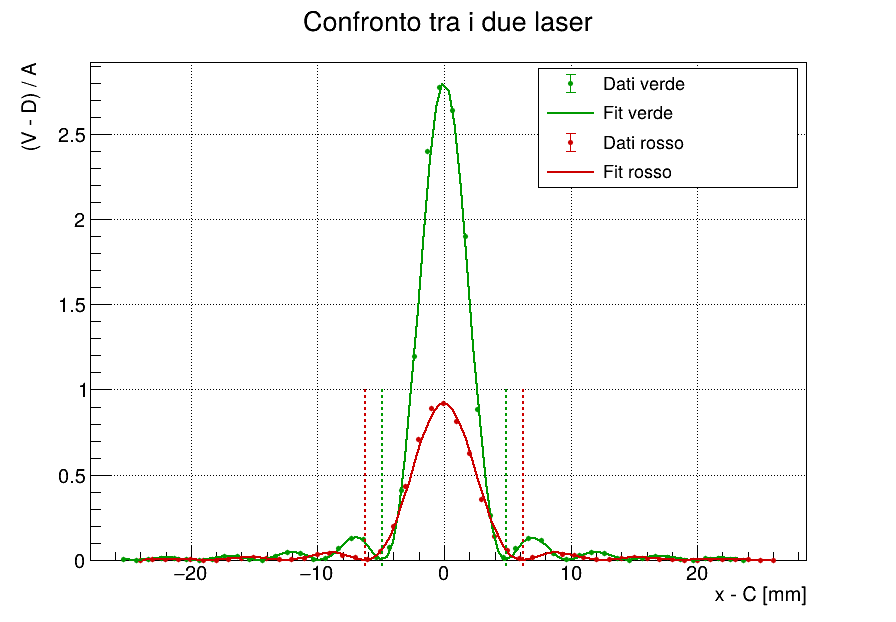 Confronto tra i due laser
(V - D) / A
Dati verde
Fit verde
Dati rosso
Fit rosso
2.5
2
1.5
1
0.5
0
−20 −10 0 10 20
x - C [mm]